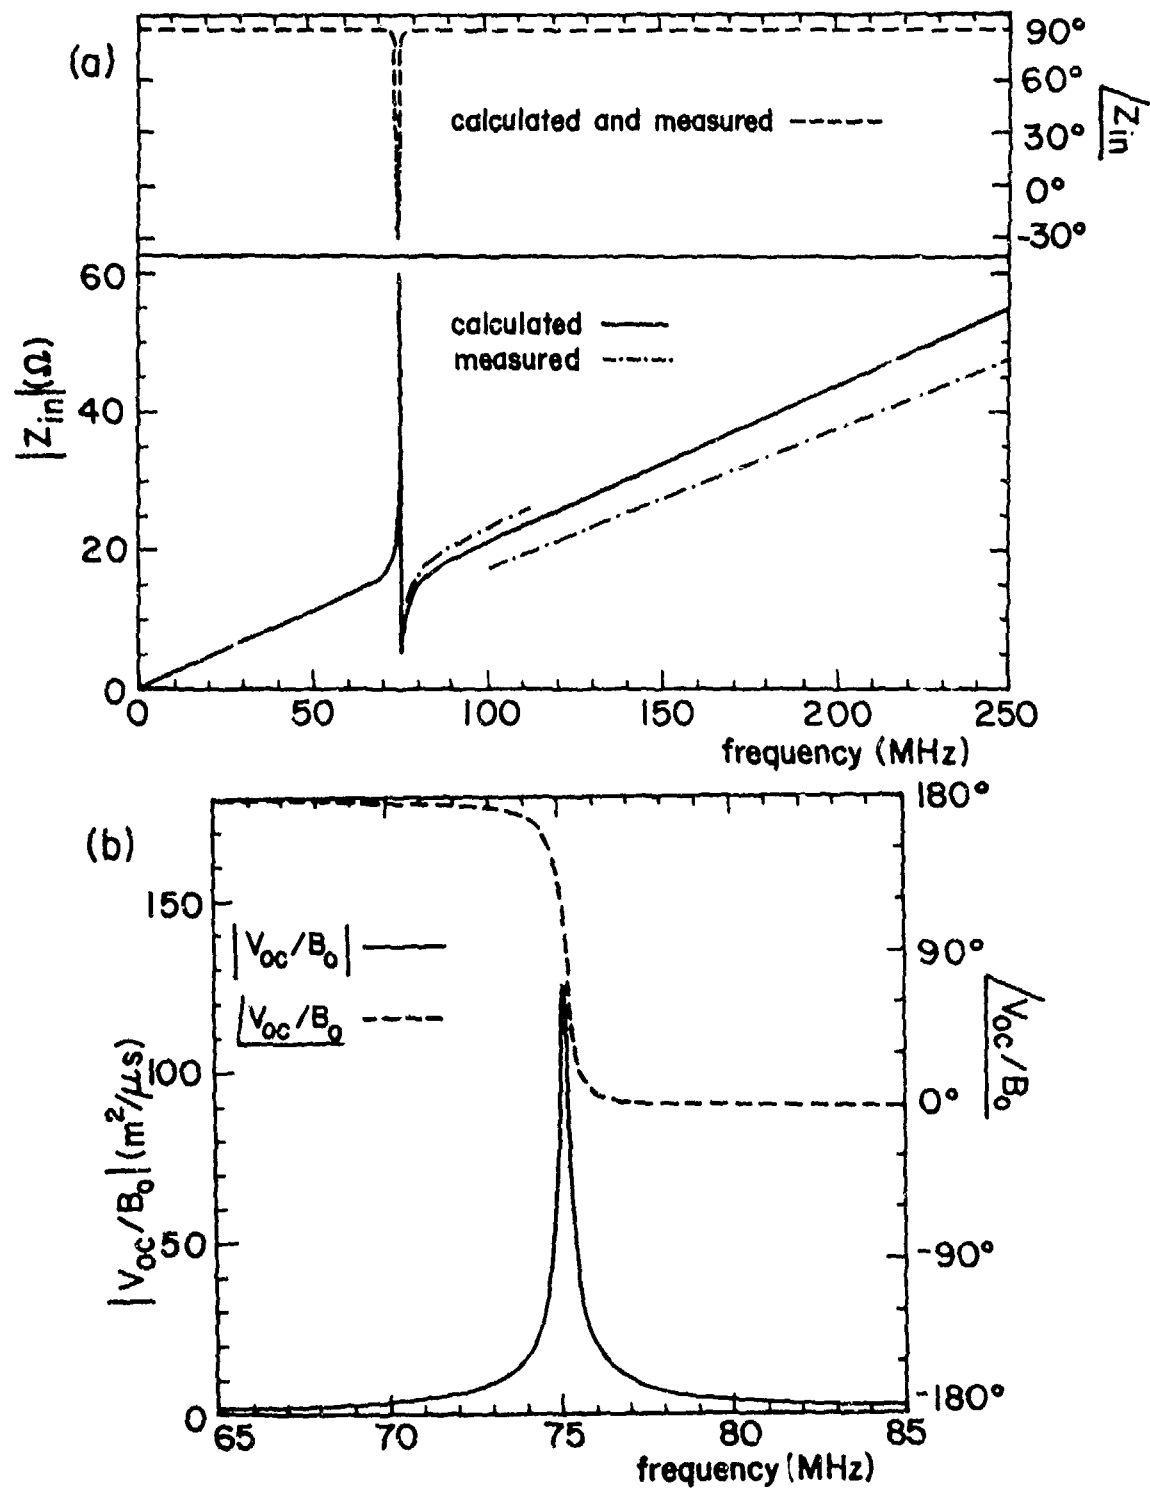 (a)
90°
60°
30°
0°
-30°
Zin
calculated and measured
60
40
20
0
|Zin|(Ω)
calculated
measured
0 50 100 150 200 250
frequency (MHz)
(b)
180°
90°
0°
-90°
-180°
Voc/Bo
150
100
50
0
|Voc/Bo| (m²/μs)
|Voc/Bo|
Voc/Bo
65 70 75 80 85
frequency (MHz)